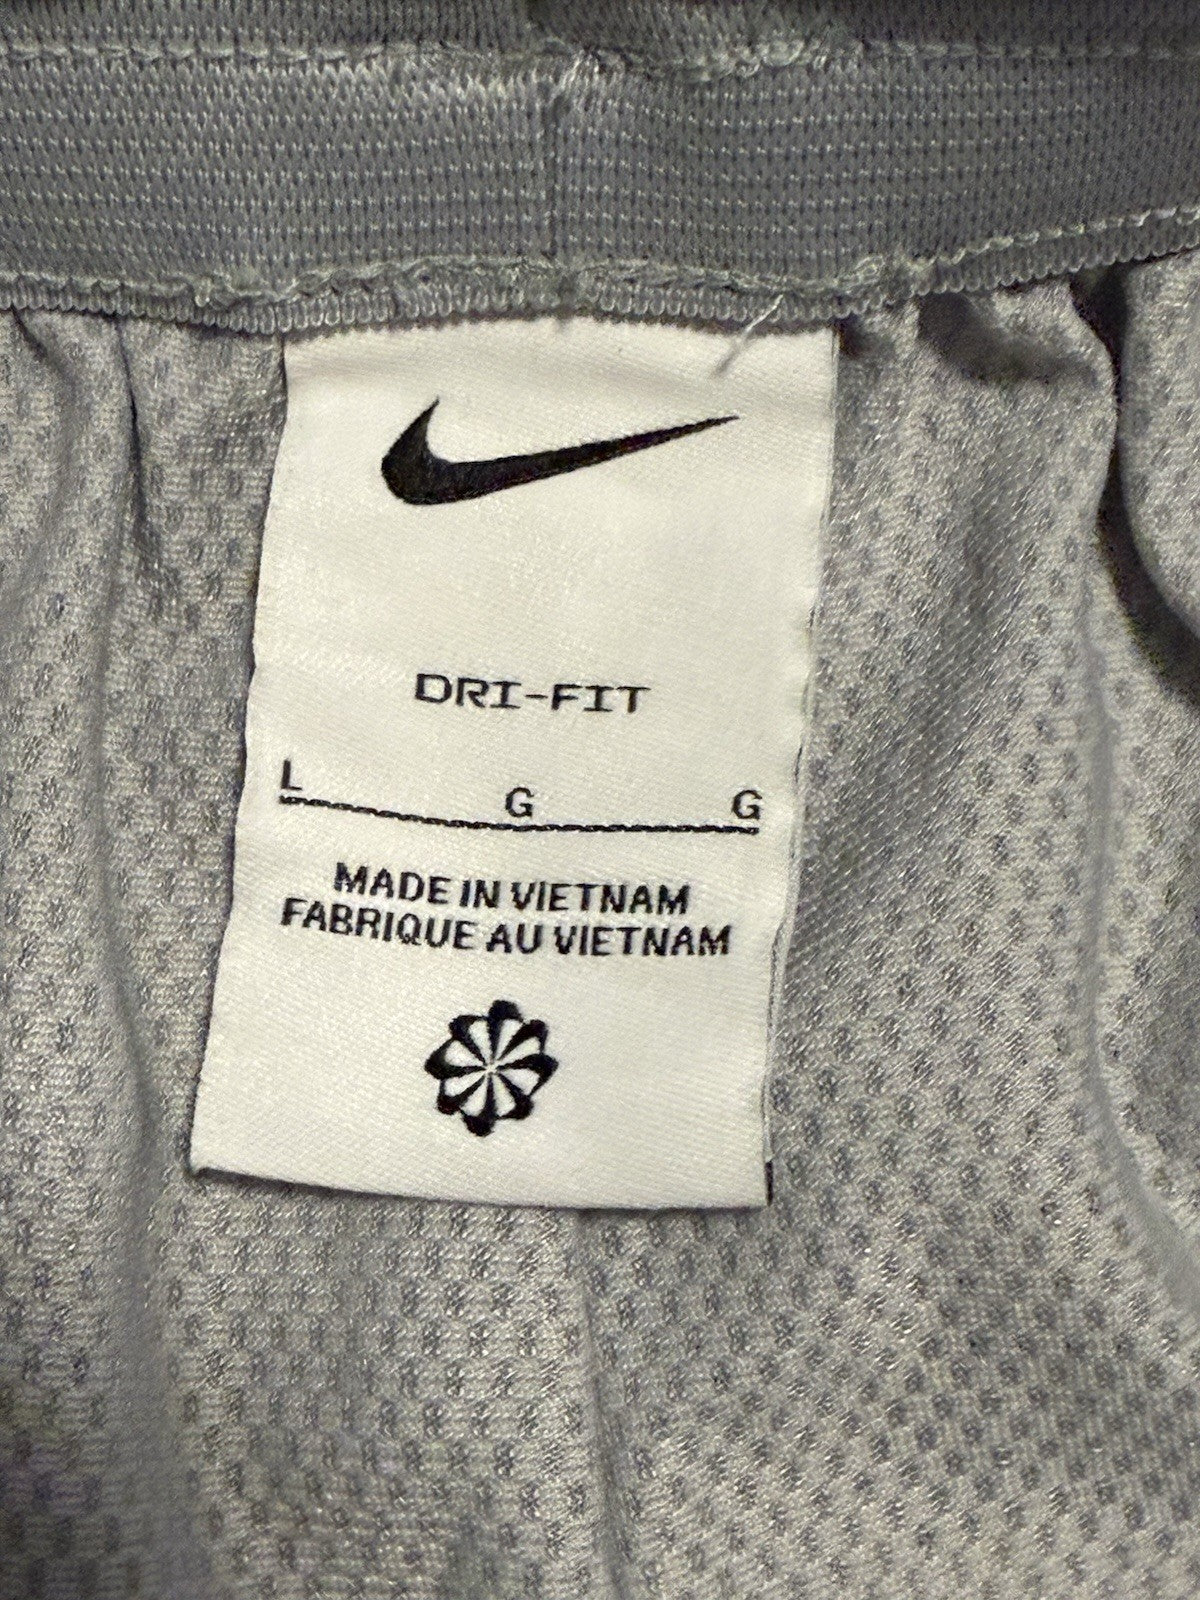 DRI-FIT
L G G
MADE IN VIETNAM
FABRIQUE AU VIETNAM